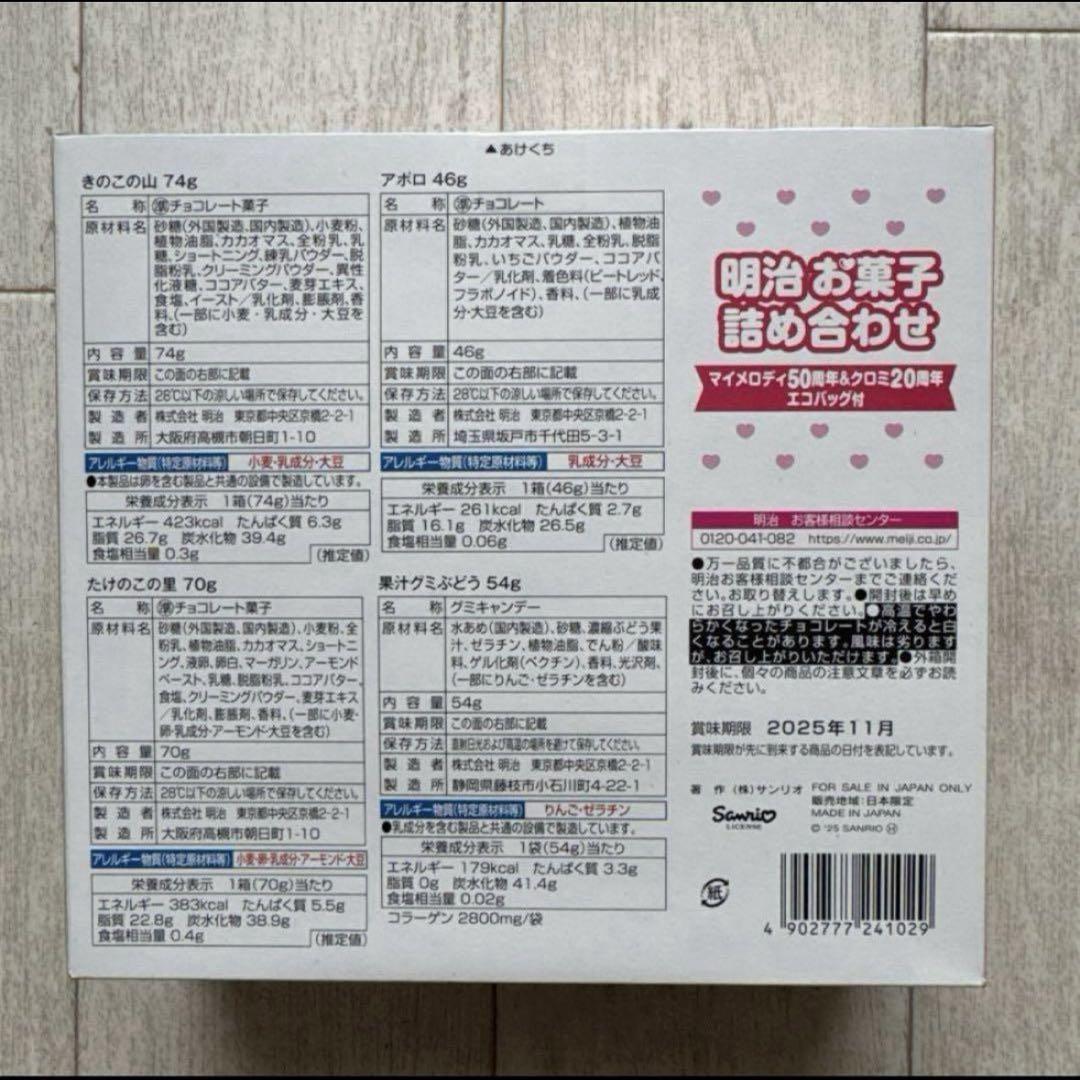 ▲あけくち
きのこの山 74g
名称 ㊟チョコレート菓子
原材料名 砂糖(外国製造、国内製造)、小麦粉、
植物油脂、カカオマス、全粉乳、乳
糖、ショートニング、練乳パウダー、脱
脂粉乳、クリーミングパウダー、異性
化液糖、ココアバター、麦芽エキス、
食塩、イースト/乳化剤、膨脹剤、香
料、(一部に小麦・乳成分・大豆を
含む)
内容量 74g
賞味期限 この面の右部に記載
保存方法 28℃以下の涼しい場所で保存してください。
製造者 株式会社 明治 東京都中央区京橋2-2-1
製造所 大阪府高槻市朝日町1-10
アレルギー物質(特定原材料等) 小麦・乳成分・大豆
●本製品は卵を含む製品と共通の設備で製造しています。
栄養成分表示 1箱(74g)当たり
エネルギー 423kcal たんぱく質 6.3g
脂質 26.7g 炭水化物 39.4g
食塩相当量 0.3g (推定値)
アポロ 46g
名称 準チョコレート
原材料名 砂糖(外国製造、国内製造)、植物油
脂、カカオマス、乳糖、全粉乳、脱脂
粉乳、いちごパウダー、ココアバ
ター/乳化剤、着色料(ビートレッド、
フラボノイド)、香料、(一部に乳成
分・大豆を含む)
内容量 46g
賞味期限 この面の右部に記載
保存方法 28℃以下の涼しい場所で保存してください。
製造者 株式会社 明治 東京都中央区京橋2-2-1
製造所 埼玉県坂戸市千代田5-3-1
アレルギー物質(特定原材料等) 乳成分・大豆
栄養成分表示 1箱(46g)当たり
エネルギー 261kcal たんぱく質 2.7g
脂質 16.1g 炭水化物 26.5g
食塩相当量 0.06g (推定値)
たけのこの里 70g
名称 準チョコレート菓子
原材料名 砂糖(外国製造、国内製造)、小麦粉、全
粉乳、植物油脂、カカオマス、ショートニ
ング、液卵、卵白、マーガリン、アーモンド
ペースト、乳糖、脱脂粉乳、ココアバター、
食塩、クリーミングパウダー、麦芽エキス
/乳化剤、膨脹剤、香料、(一部に小麦・
卵・乳成分・アーモンド・大豆を含む)
内容量 70g
賞味期限 この面の右部に記載
保存方法 28℃以下の涼しい場所で保存してください。
製造者 株式会社 明治 東京都中央区京橋2-2-1
製造所 大阪府高槻市朝日町1-10
アレルギー物質(特定原材料等) 小麦・卵・乳成分・アーモンド・大豆
栄養成分表示 1箱(70g)当たり
エネルギー 383kcal たんぱく質 5.5g
脂質 22.8g 炭水化物 38.9g
食塩相当量 0.4g (推定値)
果汁グミぶどう 54g
名称 グミキャンデー
原材料名 水あめ(国内製造)、砂糖、濃縮ぶどう果
汁、ゼラチン、植物油脂、でん粉/酸味
料、ゲル化剤(ペクチン)、香料、光沢剤、
(一部にりんご・ゼラチンを含む)
内容量 54g
賞味期限 この面の右部に記載
保存方法 直射日光および高温の場所を避けて保存してください。
製造者 株式会社 明治 東京都中央区京橋2-2-1
製造所 静岡県藤枝市小石川町4-22-1
アレルギー物質(特定原材料等) りんご・ゼラチン
●乳成分を含む製品と共通の設備で製造しています。
栄養成分表示 1袋(54g)当たり
エネルギー 179kcal たんぱく質 3.3g
脂質 0g 炭水化物 41.4g
食塩相当量 0.02g
コラーゲン 2800mg/袋
明治 お菓子
詰め合わせ
マイメロディ50周年&クロミ20周年
エコバッグ付
明治 お客様相談センター
0120-041-082 https://www.meiji.co.jp/
●万一品質に不都合がございましたら、
明治お客様相談センターまでご連絡くだ
さい。お取り替えします。●開封後は早め
にお召し上がりください。●高温でやわ
らかくなったチョコレートが冷えると白
くなることがあります。風味は劣ります
が、お召し上がりいただけます。●外箱開
封後に、個々の商品の注意文章を必ずお読
みください。
賞味期限 2025年11月
賞味期限が先に到来する商品の日付を表記しています。
著作 (株)サンリオ
Sanrio
LICENSE
FOR SALE IN JAPAN ONLY
販売地域：日本限定
MADE IN JAPAN
© '25 SANRIO Ⓗ
紙
4 902777 241029